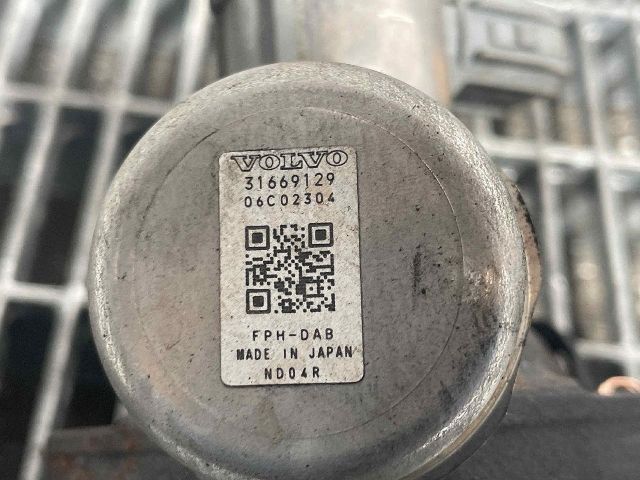 VOLVO
31669129
06C02304
FPH-DAB
MADE IN JAPAN
ND04R